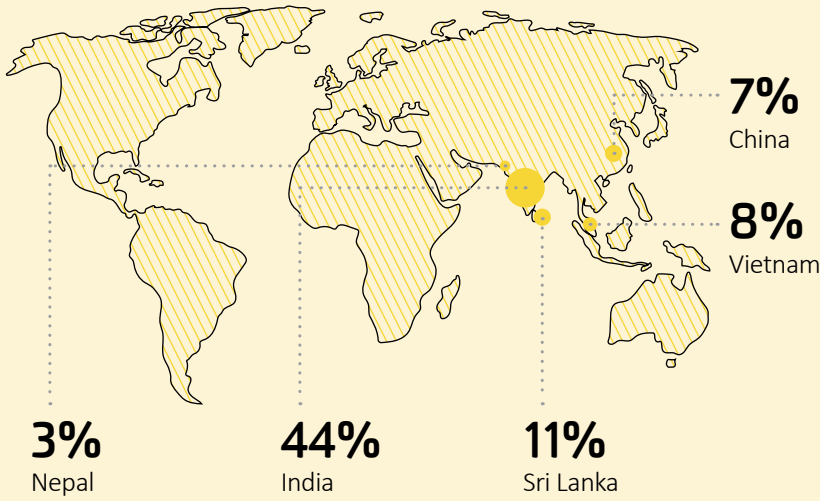 7%
China
8%
Vietnam
3%
Nepal
44%
India
11%
Sri Lanka